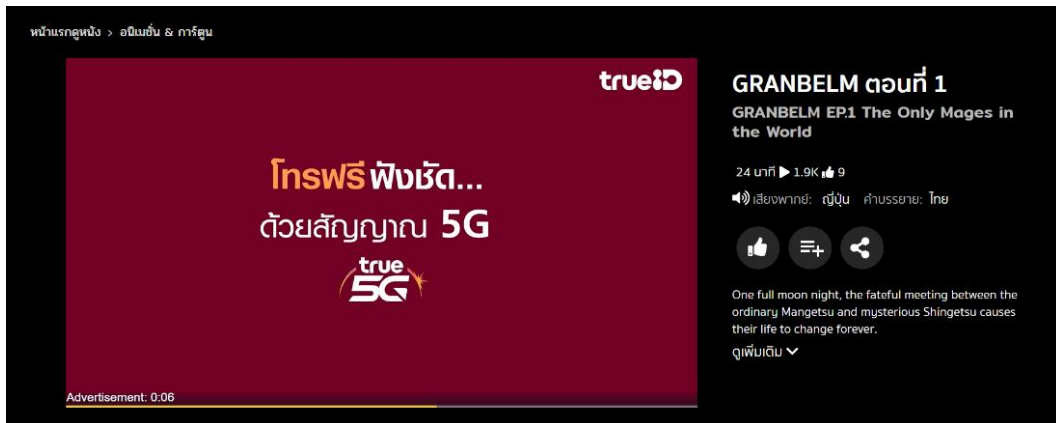 หน้าแรกดูหนัง > อนิเมชั่น & การ์ตูน
trueID
โทรฟรี ฟังชัด...
ด้วยสัญญาณ 5G
true
5G
Advertisement: 0:06
GRANBELM ตอนที่ 1
GRANBELM EP.1 The Only Mages in
the World
24 นาที 1.9K 9
เสียงพากย์: ญี่ปุ่น คำบรรยาย: ไทย
One full moon night, the fateful meeting between the
ordinary Mangetsu and mysterious Shingetsu causes
their life to change forever.
ดูเพิ่มเติม